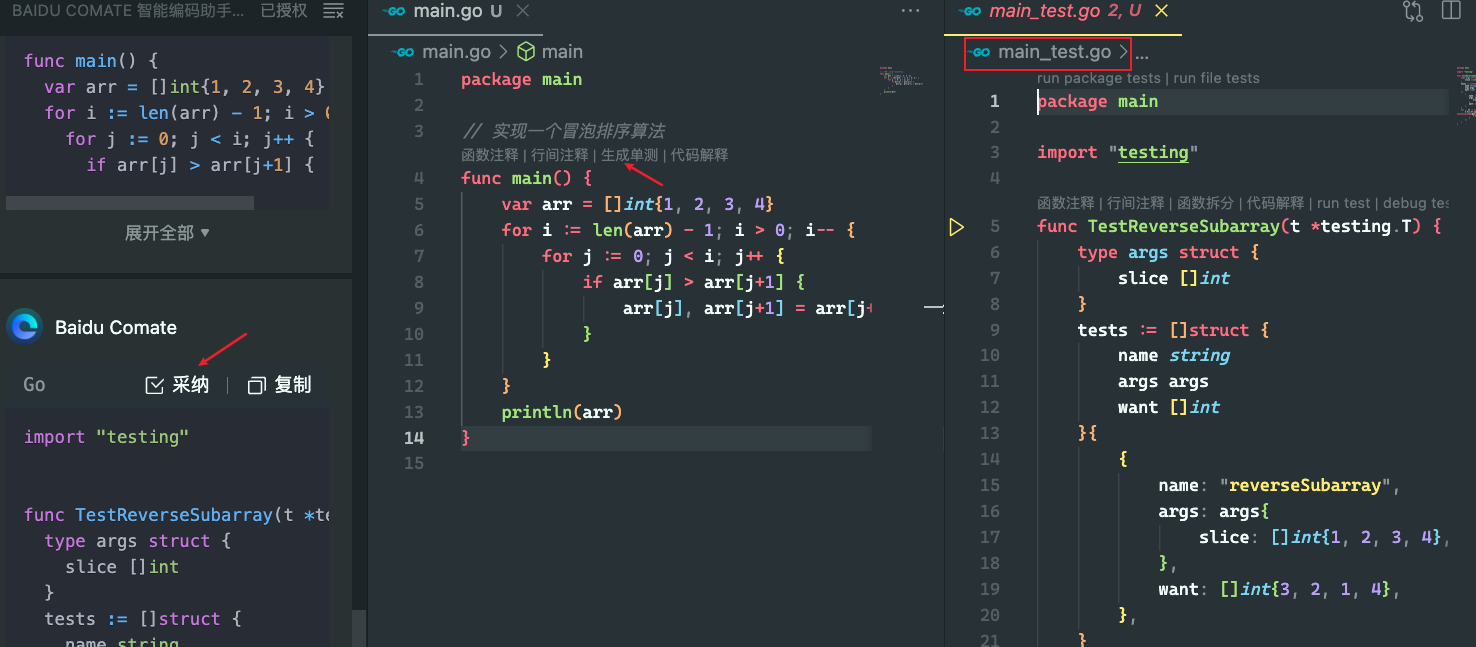 BAIDU COMATE 智能编码助手... 已授权
func main() {
var arr = []int{1, 2, 3, 4}
for i := len(arr) - 1; i >
for j := 0; j < i; j++ {
if arr[j] > arr[j+1] {
展开全部 ▼
Baidu Comate
Go 采纳 | 复制
import "testing"
func TestReverseSubarray(t *te
type args struct {
slice []int
}
tests := []struct {
name string
GO main.go U ×
GO main.go > main
1 package main
2
3 // 实现一个冒泡排序算法
函数注释 | 行间注释 | 生成单测 | 代码解释
4 func main() {
5 var arr = []int{1, 2, 3, 4}
6 for i := len(arr) - 1; i > 0; i-- {
7 for j := 0; j < i; j++ {
8 if arr[j] > arr[j+1] {
9 arr[j], arr[j+1] = arr[j+
10 }
11 }
12 }
13 println(arr)
14 }
15
GO main_test.go 2, U ×
GO main_test.go > ...
run package tests | run file tests
1 package main
2
3 import "testing"
4
函数注释 | 行间注释 | 函数拆分 | 代码解释 | run test | debug tes
5 func TestReverseSubarray(t *testing.T) {
6 type args struct {
7 slice []int
8 }
9 tests := []struct {
10 name string
11 args args
12 want []int
13 }{
14 {
15 name: "reverseSubarray",
16 args: args{
17 slice: []int{1, 2, 3, 4},
18 },
19 want: []int{3, 2, 1, 4},
20 },
21 }